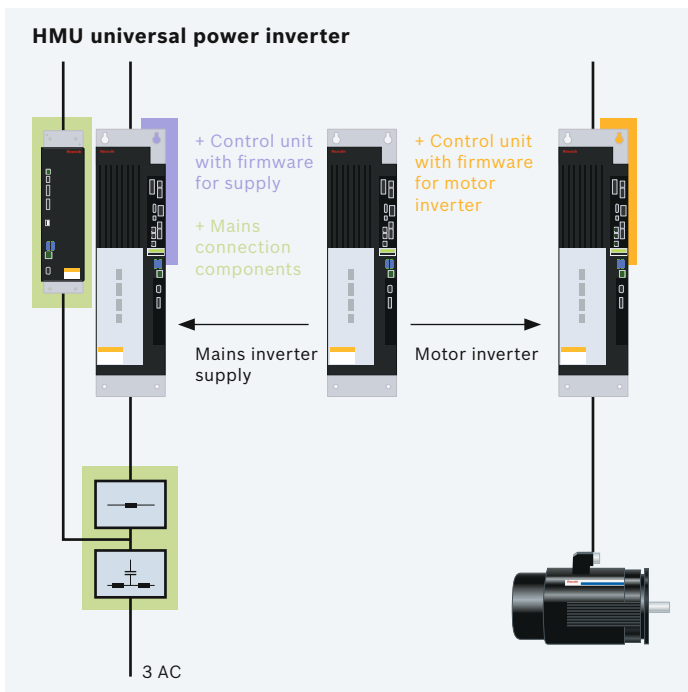 HMU universal power inverter
+ Control unit
with firmware
for supply
+ Mains
connection
components
+ Control unit
with firmware
for motor
inverter
Mains inverter
supply
Motor inverter
3 AC